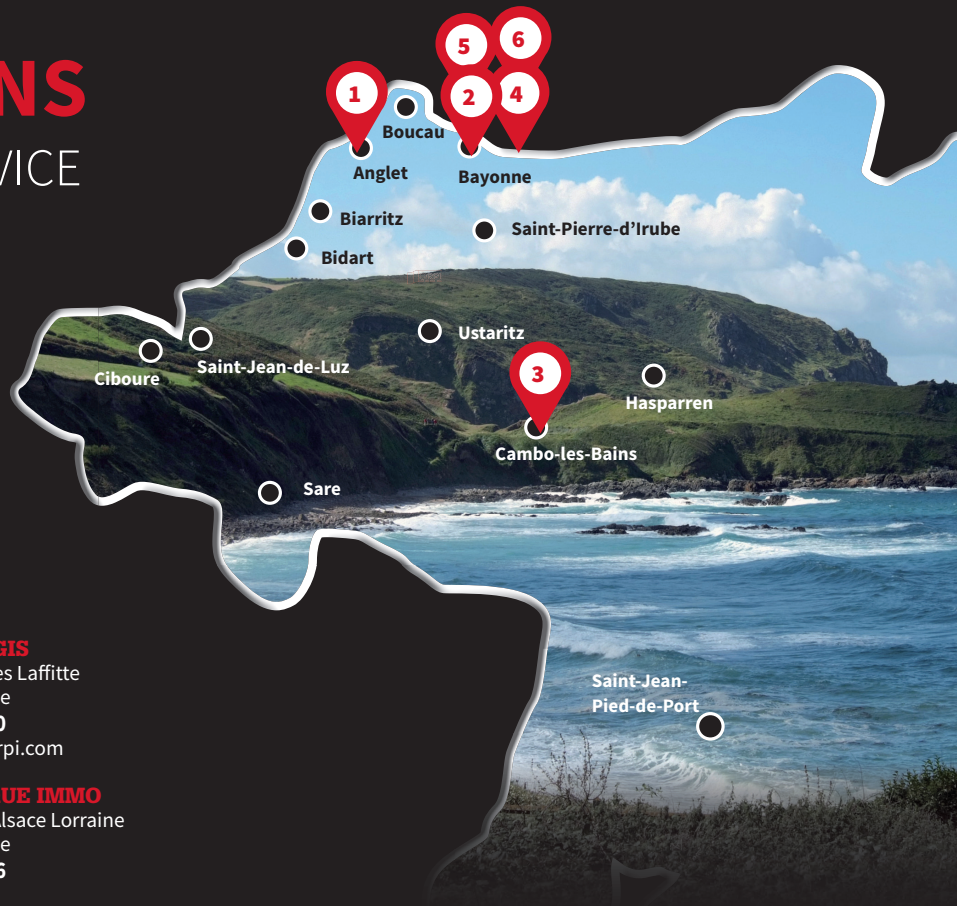 NS
VICE
5
6
1
2
4
Boucau
Anglet
Bayonne
Biarritz
Saint-Pierre-d'Irube
Bidart
Ustaritz
Saint-Jean-de-Luz
Ciboure
3
Hasparren
Cambo-les-Bains
Sare
GIS
es Laffitte
e
0
rpi.com
Saint-Jean-
Pied-de-Port
UE IMMO
Alsace Lorraine
e
6